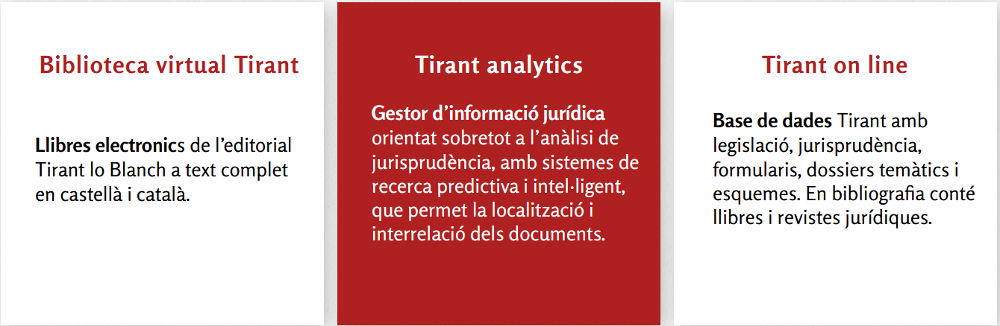 Biblioteca virtual Tirant
Llibres electronics de l’editorial
Tirant lo Blanch a text complet
en castellà i català.
Tirant analytics
Gestor d’informació jurídica
orientat sobretot a l’anàlisi de
jurisprudència, amb sistemes de
recerca predictiva i intel·ligent,
que permet la localització i
interrelació dels documents.
Tirant on line
Base de dades Tirant amb
legislació, jurisprudència,
formularis, dossiers temàtics i
esquemes. En bibliografia conté
llibres i revistes jurídiques.